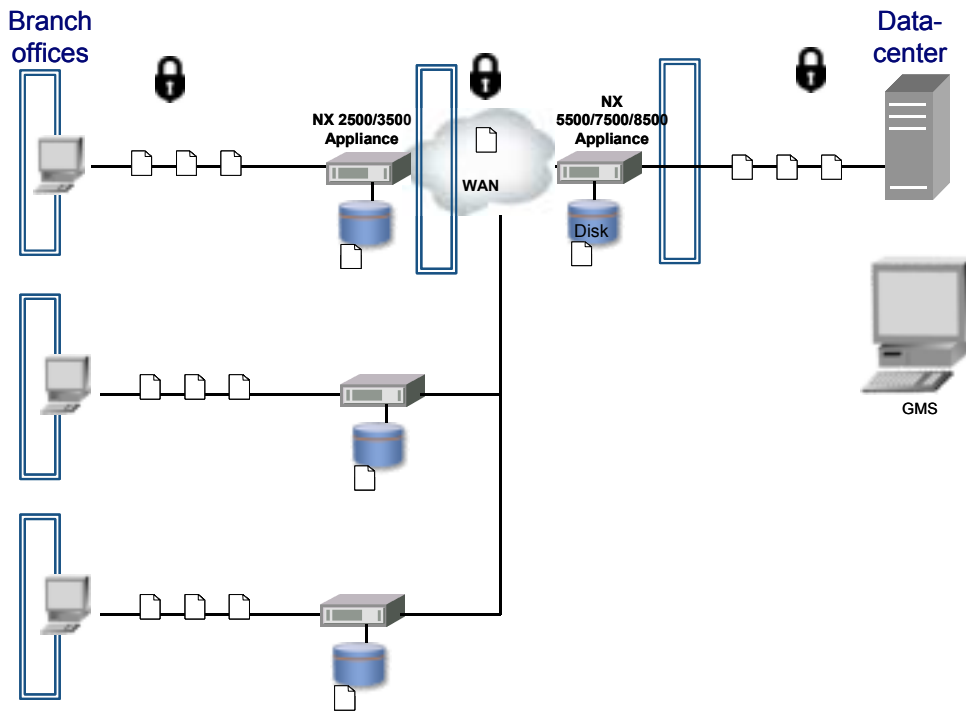 Branch
offices
Data-
center
NX 2500/3500
Appliance
NX
5500/7500/8500
Appliance
WAN
Disk
GMS